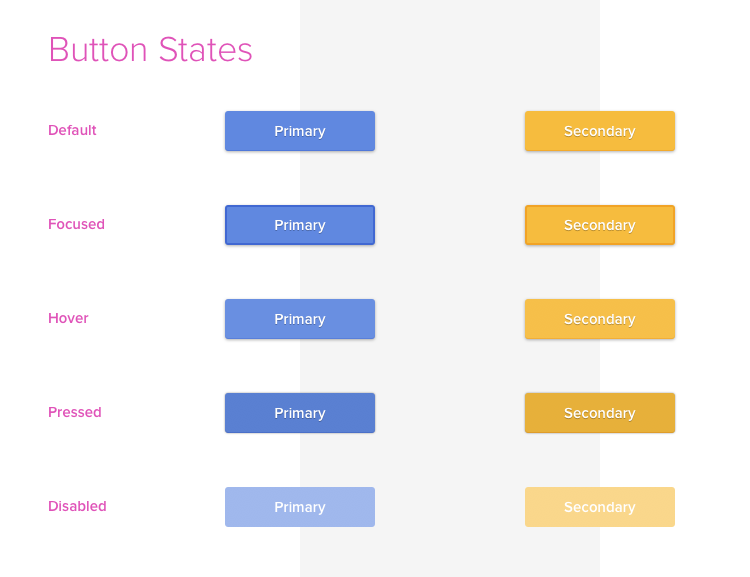 Button States
Default Primary Secondary
Focused Primary Secondary
Hover Primary Secondary
Pressed Primary Secondary
Disabled Primary Secondary